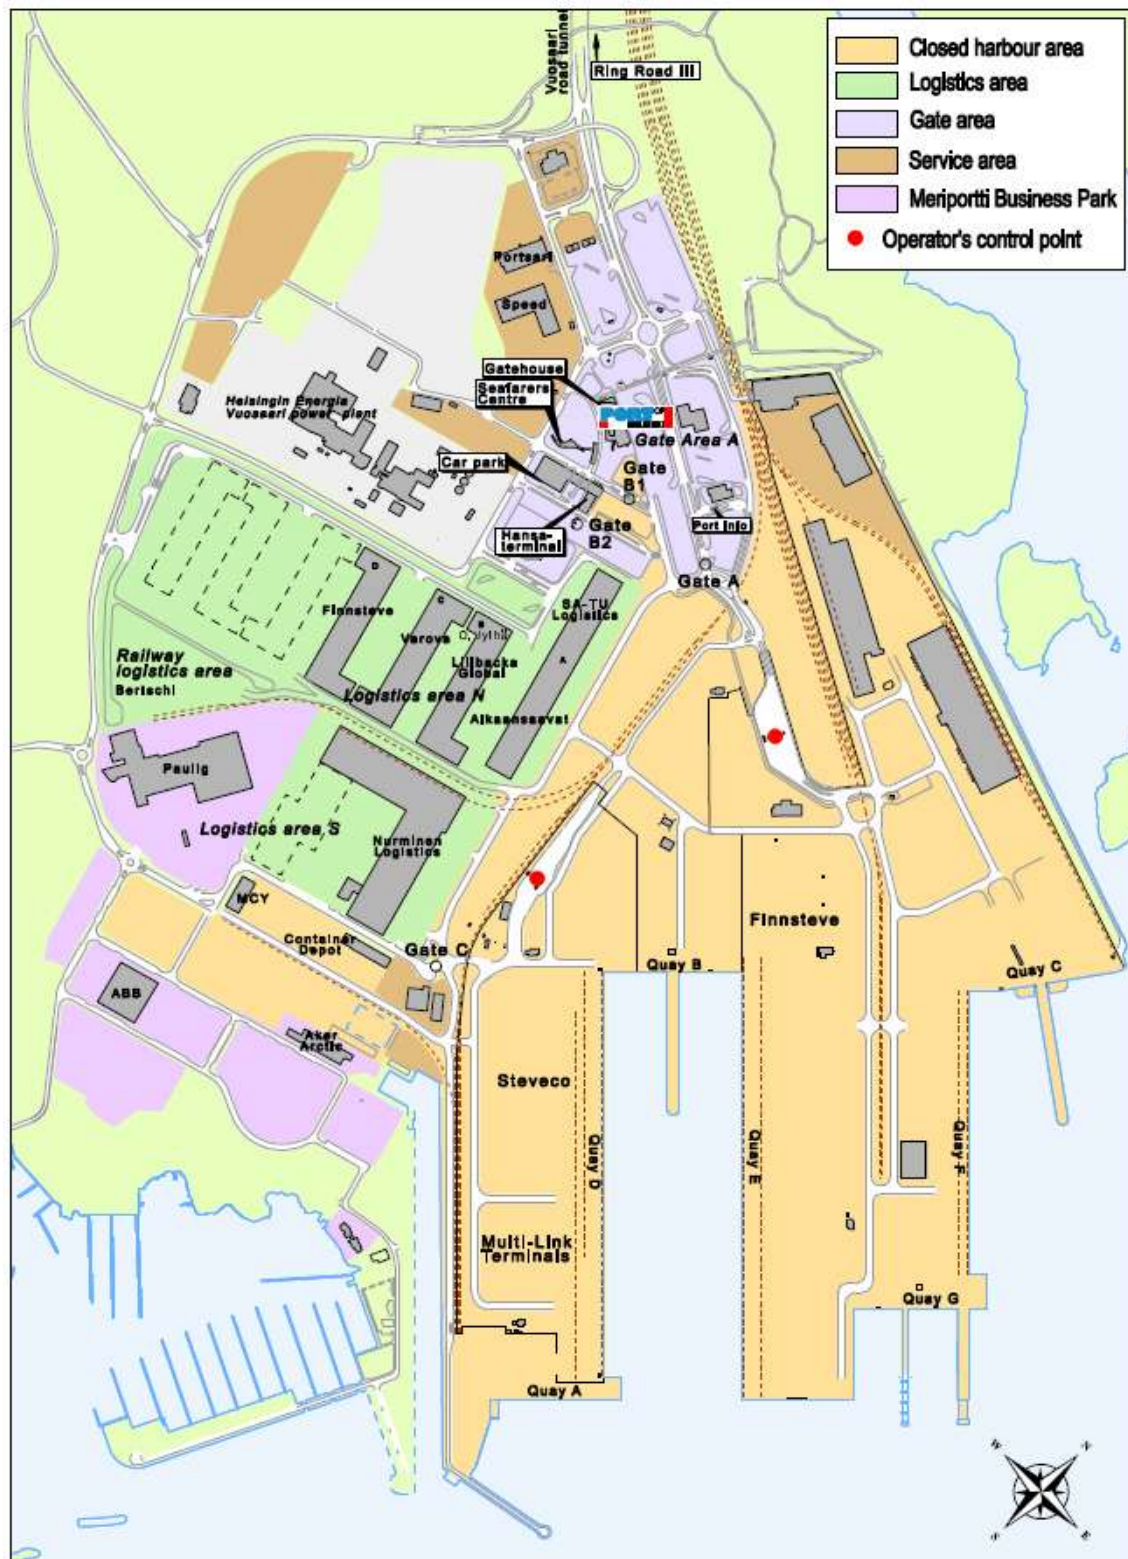 Vuosaari
road tunnel
Ring Road III
Closed harbour area
Logistics area
Gate area
Service area
Meriportti Business Park
Operator's control point
Portsari
Speed
Gatehouse
Seafarers
Centre
PORT OF
Gate Area A
Helsingin Energia
Vuosaari power plant
Car park
Gate
B1
Port Info
Hansa-
terminal
Gate
B2
Gate A
D
Finnsteve
C
Varova
B
SA-TU
Logistics
A
Lillbacka
Global
Aikaansaavat
Railway
logistics area
Bertschi
Logistics area N
Paulig
Logistics area S
Nurminen
Logistics
MCY
Container
Depot
Gate C
Finnsteve
Quay B
Quay C
ABB
Aker
Arctic
Steveco
Quay D
Quay E
Quay F
Multi-Link
Terminals
Quay G
Quay A
W
N
S
E